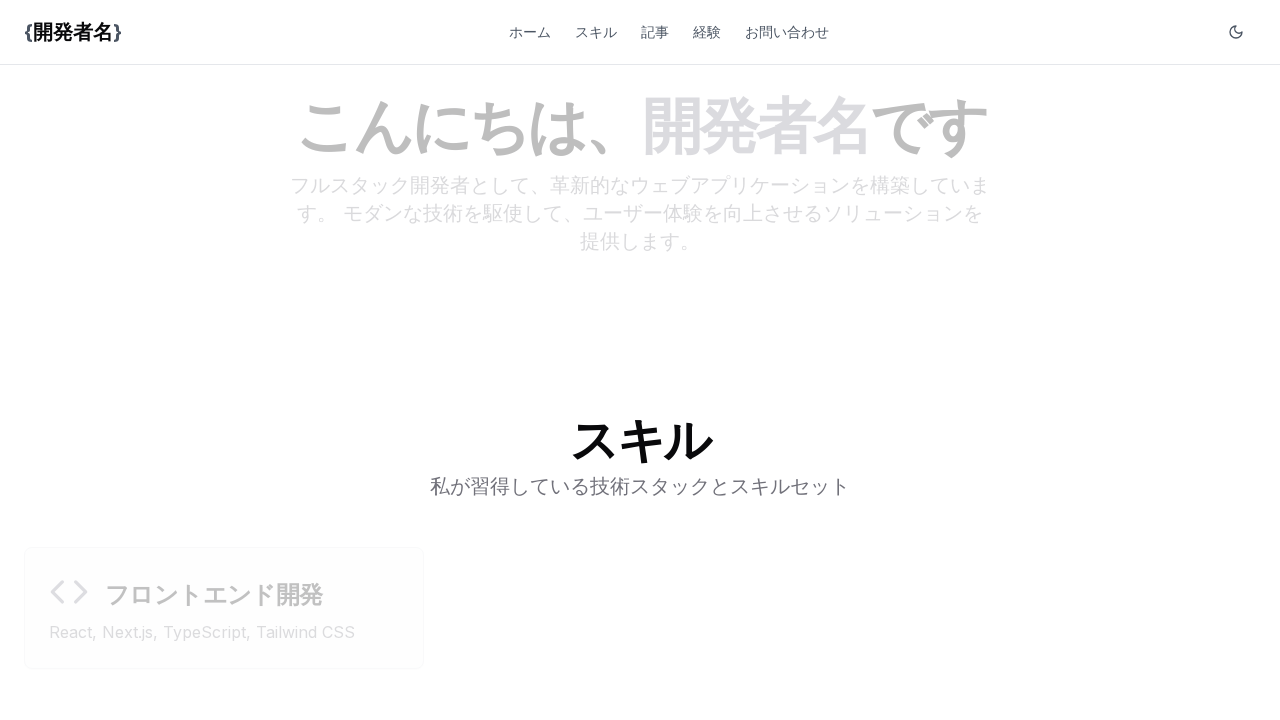 {開発者名}
ホーム
スキル
記事
経験
お問い合わせ
こんにちは、開発者名です
フルスタック開発者として、革新的なウェブアプリケーションを構築していま
す。 モダンな技術を駆使して、ユーザー体験を向上させるソリューションを
提供します。
スキル
私が習得している技術スタックとスキルセット
フロントエンド開発
React, Next.js, TypeScript, Tailwind CSS